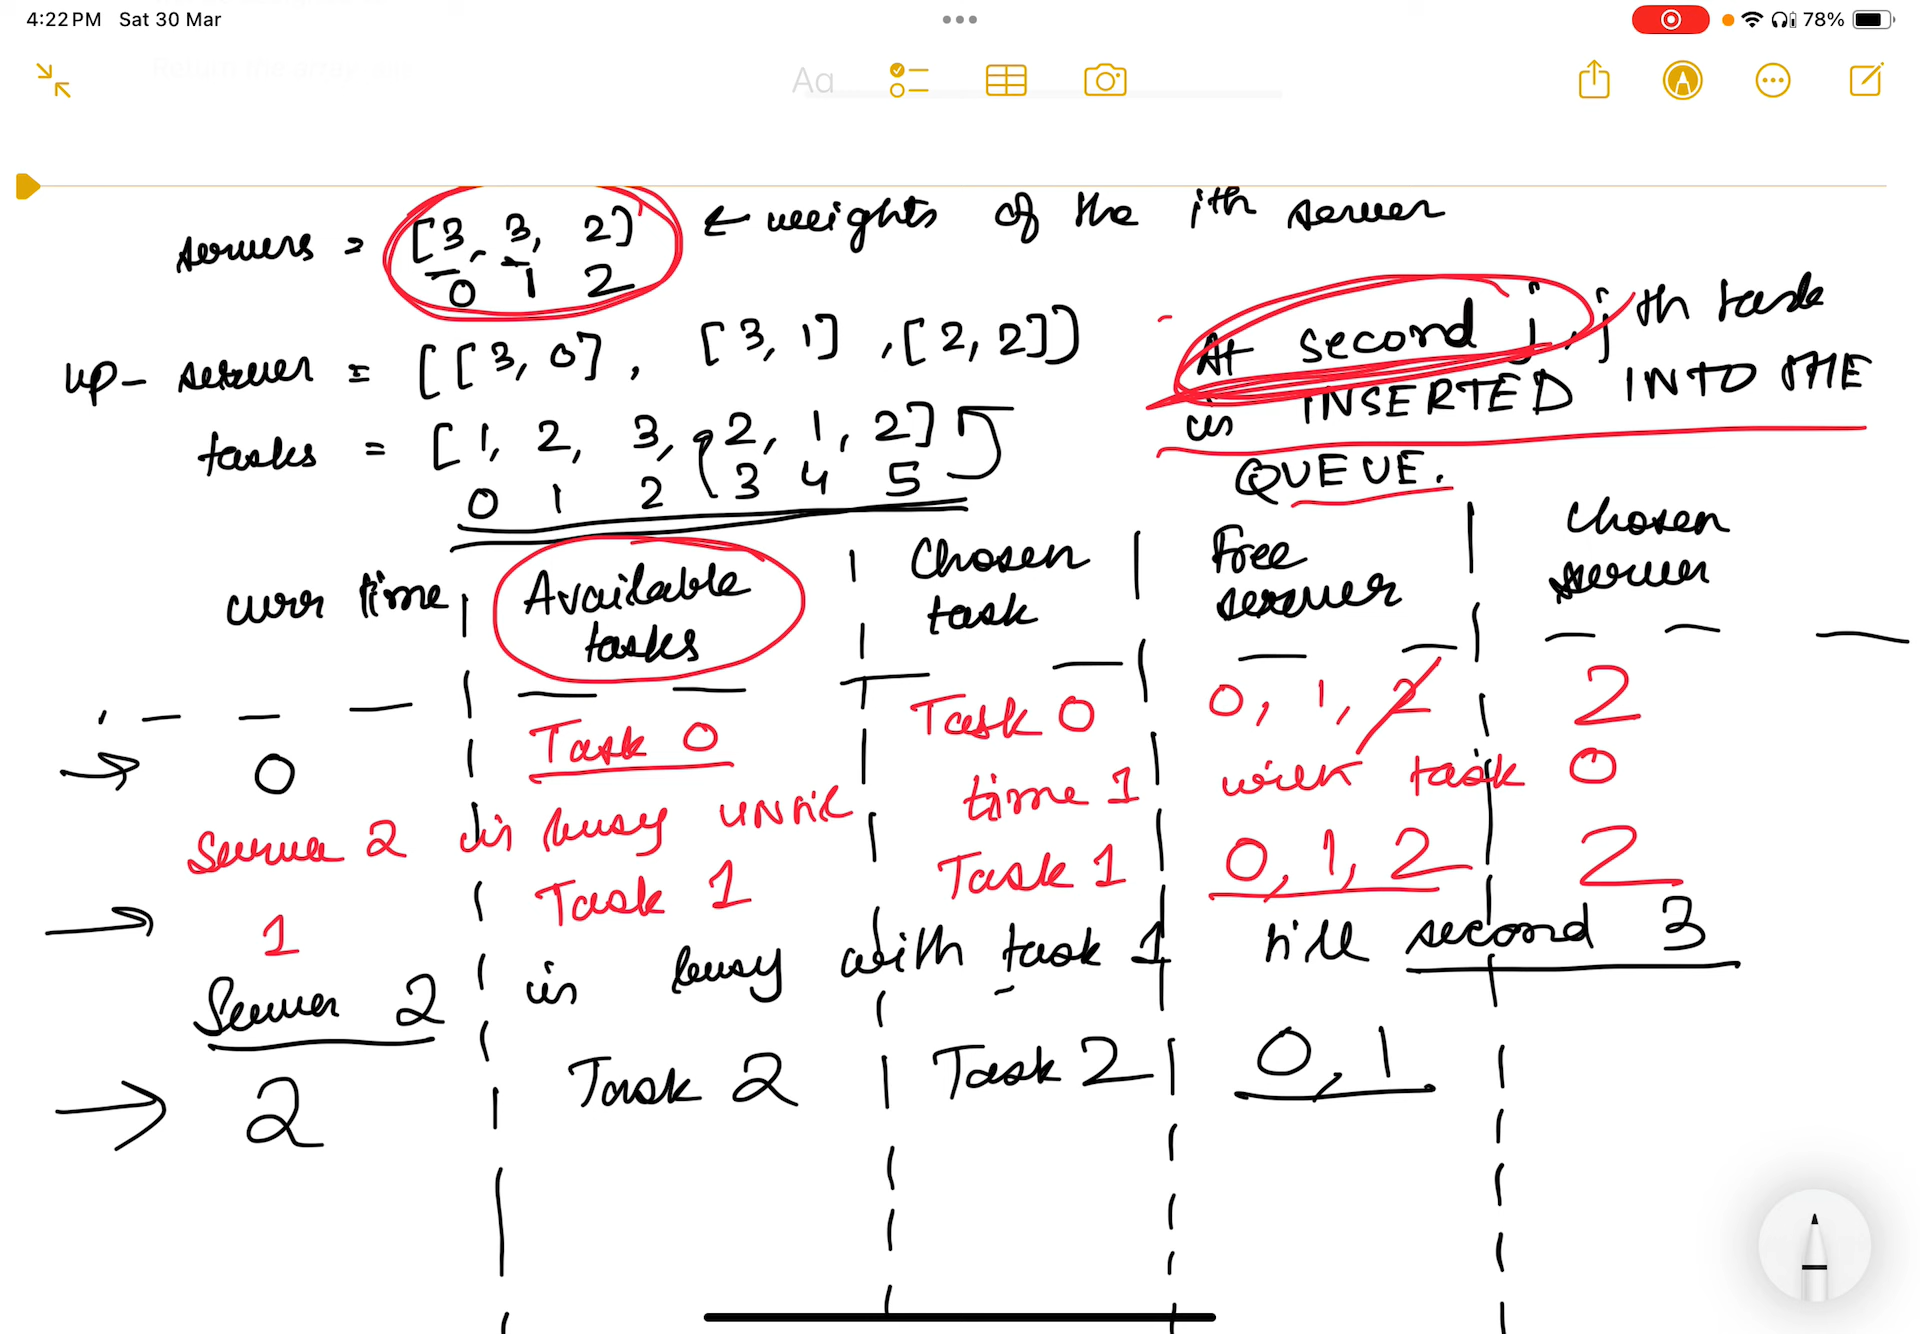 4:22 PM Sat 30 Mar
78%
Aa
servers = [3, 3, 2] ← weights of the ith server
0 1 2
up-server = [[3, 0], [3, 1], [2, 2]]
At second j, jth task
is INSERTED INTO THE
QUEUE.
tasks = [1, 2, 3, 2, 1, 2]
0 1 2 3 4 5
curr time Available tasks Chosen task Free server Chosen server
→ 0 Task 0 Task 0 0, 1, 2 2
Server 2 is busy until time 1 with task 0
→ 1 Task 1 Task 1 0, 1, 2 2
Server 2 is busy with task 1 till second 3
→ 2 Task 2 Task 2 0, 1